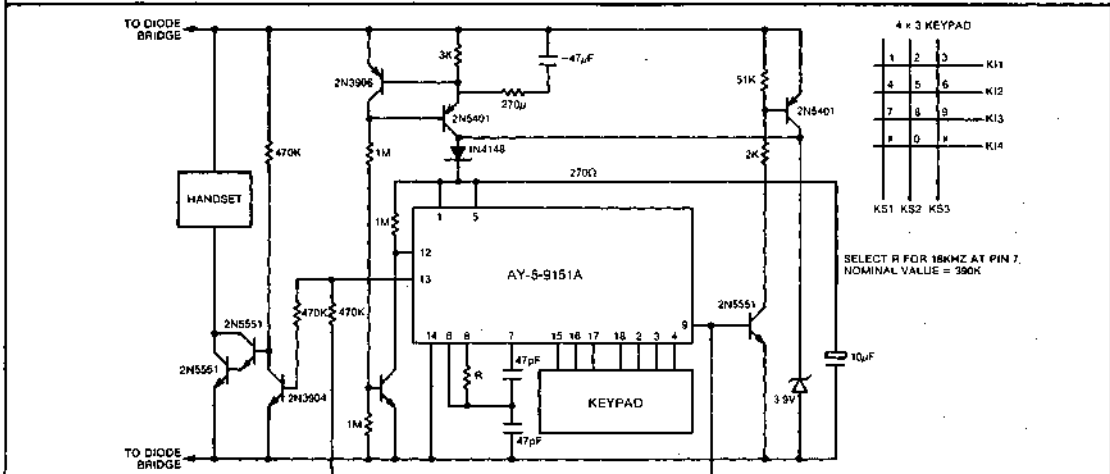 TO DIODE
BRIDGE
4 × 3 KEYPAD
1 2 3 KI1
4 5 6 KI2
7 8 9 KI3
* 0 * KI4
KS1 KS2 KS3
3K
47µF
2N3906
270µ
2N5401
51K
2N5401
470K
1M
IN4148
2K
270Ω
HANDSET
1M
1
5
12
AY-5-9151A
13
SELECT R FOR 16KHZ AT PIN 7.
NOMINAL VALUE = 390K
2N5551
2N5551
470K
470K
14 6 8 7 15 16 17 18 2 3 4
9
10µF
2N5551
R
47pF
KEYPAD
3.9V
2N3904
1M
47pF
TO DIODE
BRIDGE